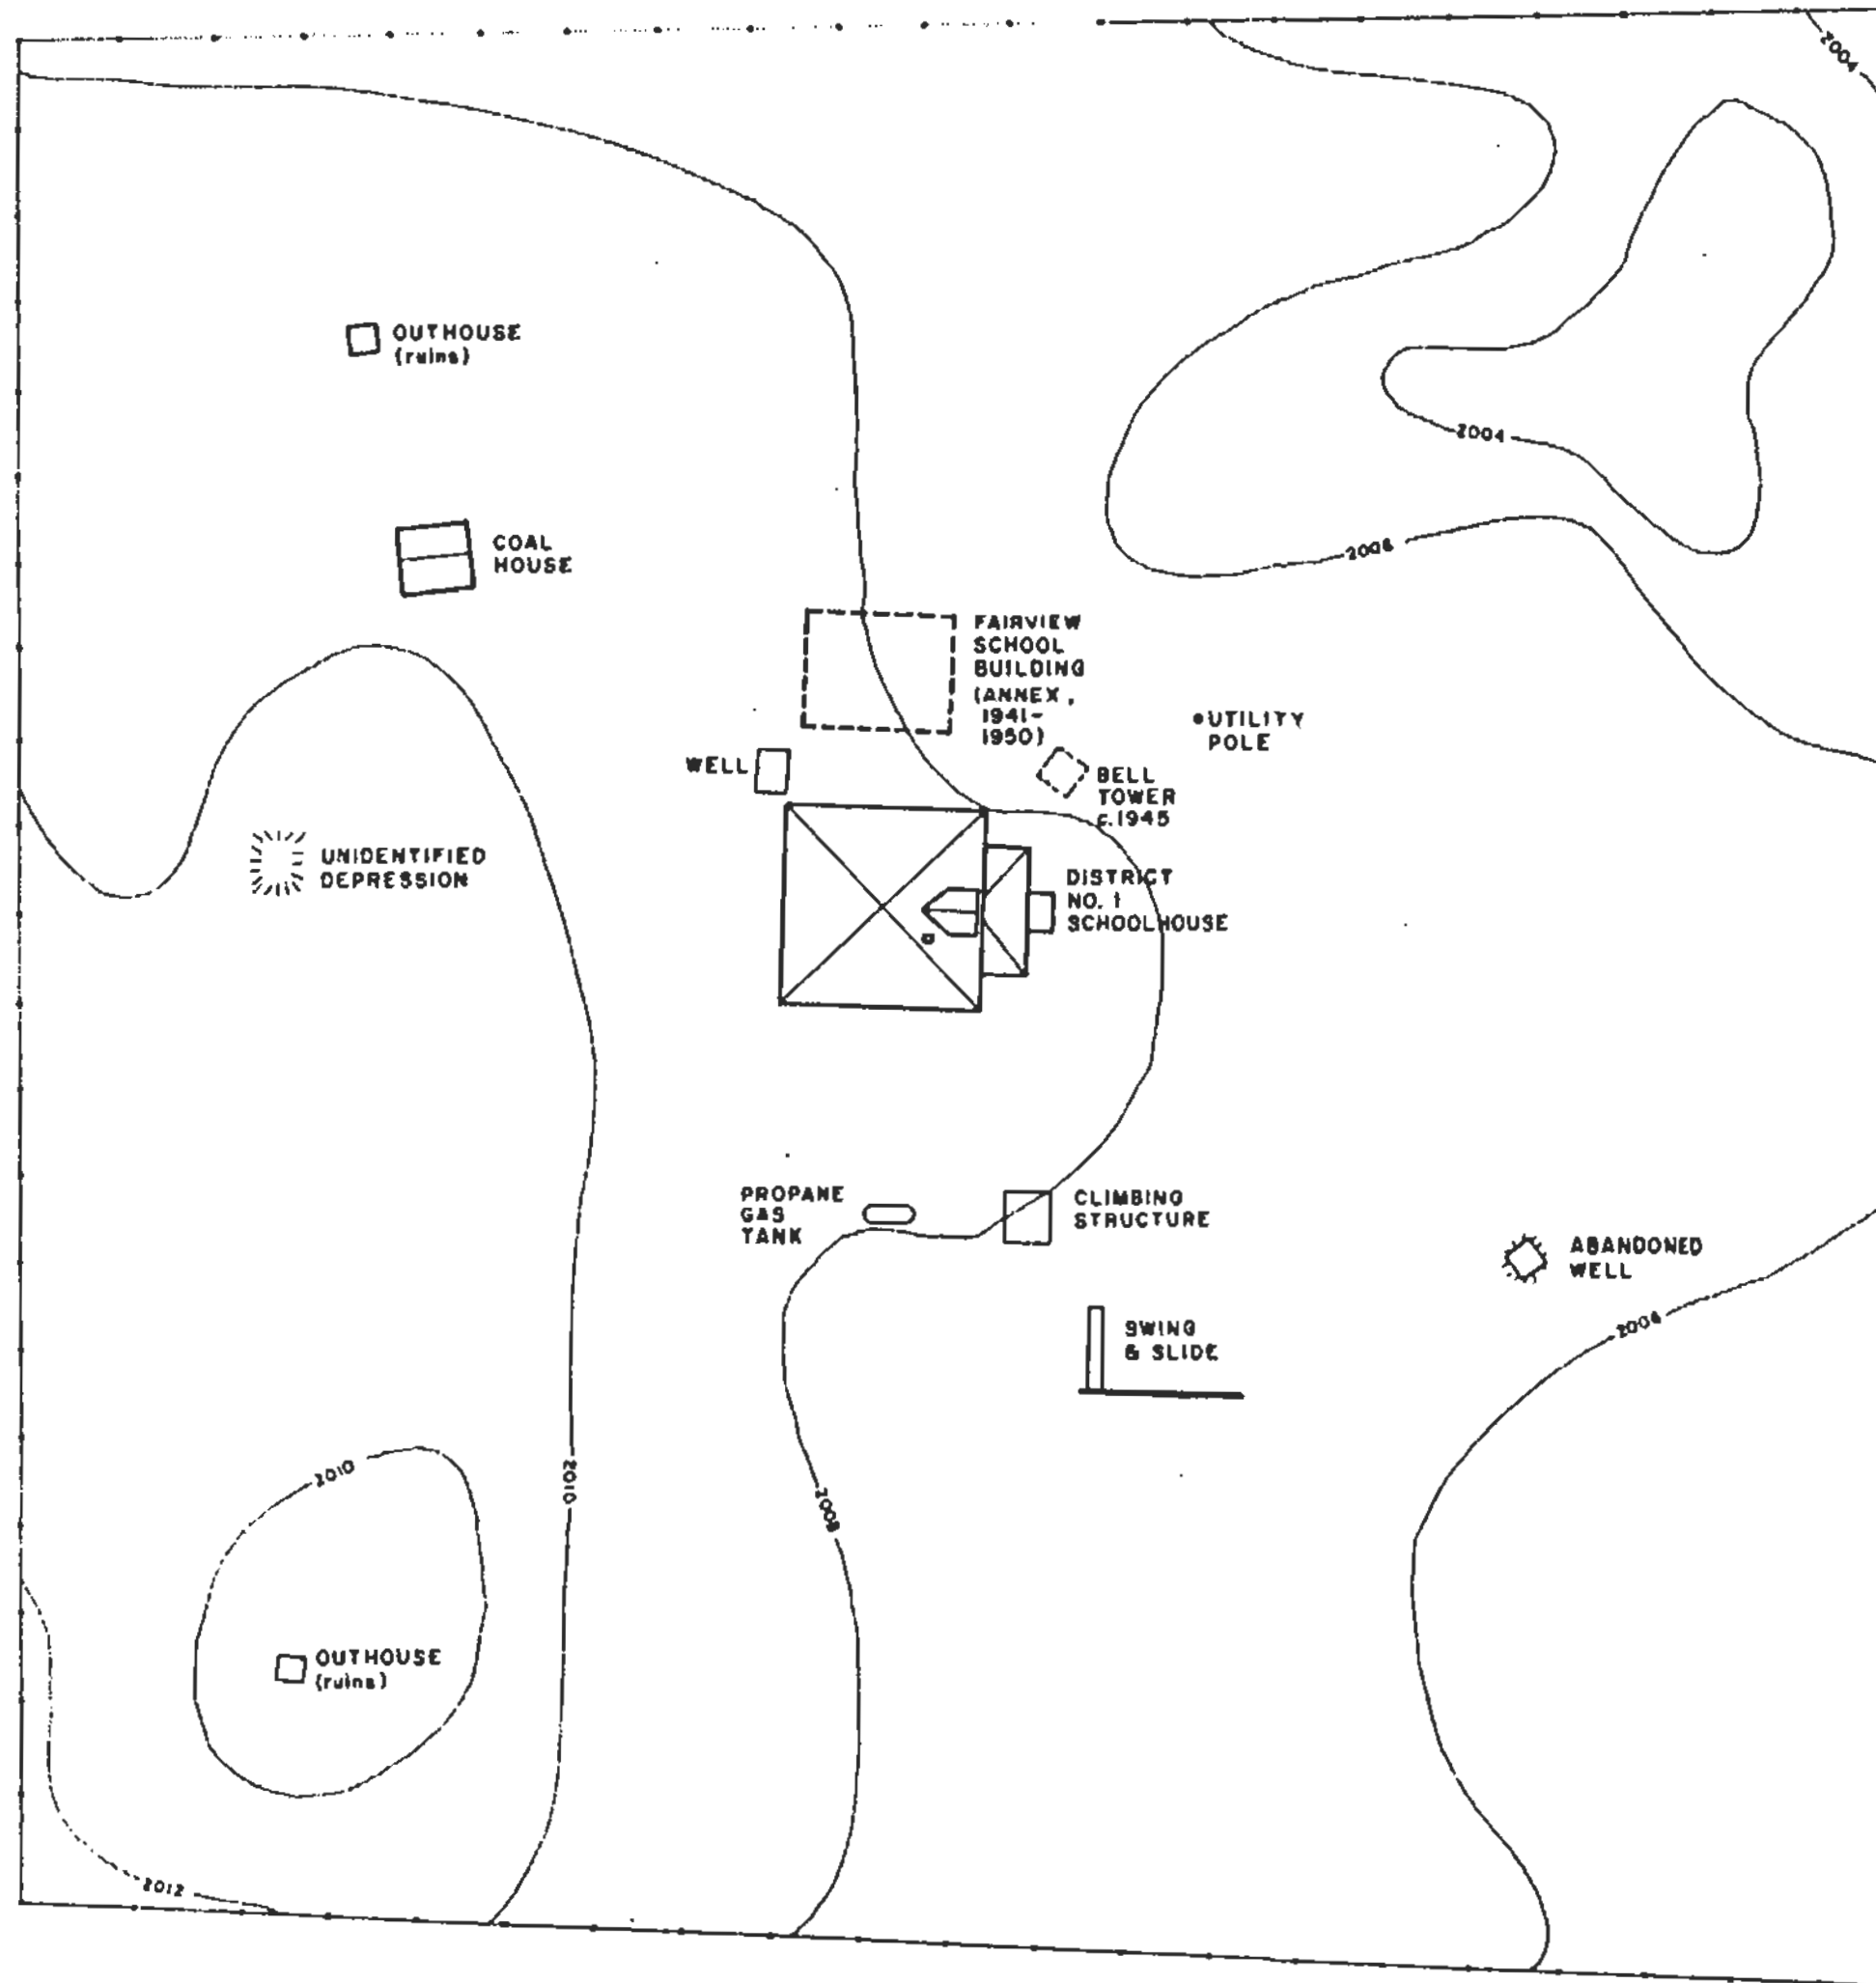 2004
OUTHOUSE
(ruins)
2004
COAL
HOUSE
2006
FAIRVIEW
SCHOOL
BUILDING
(ANNEX,
1941-
1950)
UTILITY
POLE
WELL
BELL
TOWER
c.1945
UNIDENTIFIED
DEPRESSION
DISTRICT
NO. 1
SCHOOLHOUSE
PROPANE
GAS
TANK
CLIMBING
STRUCTURE
ABANDONED
WELL
SWING
& SLIDE
2006
2010
2010
2008
OUTHOUSE
(ruins)
2012